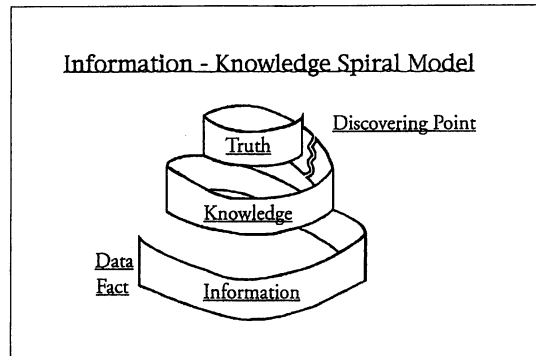 Information - Knowledge Spiral Model
Discovering Point
Truth
Knowledge
Data
Fact
Information